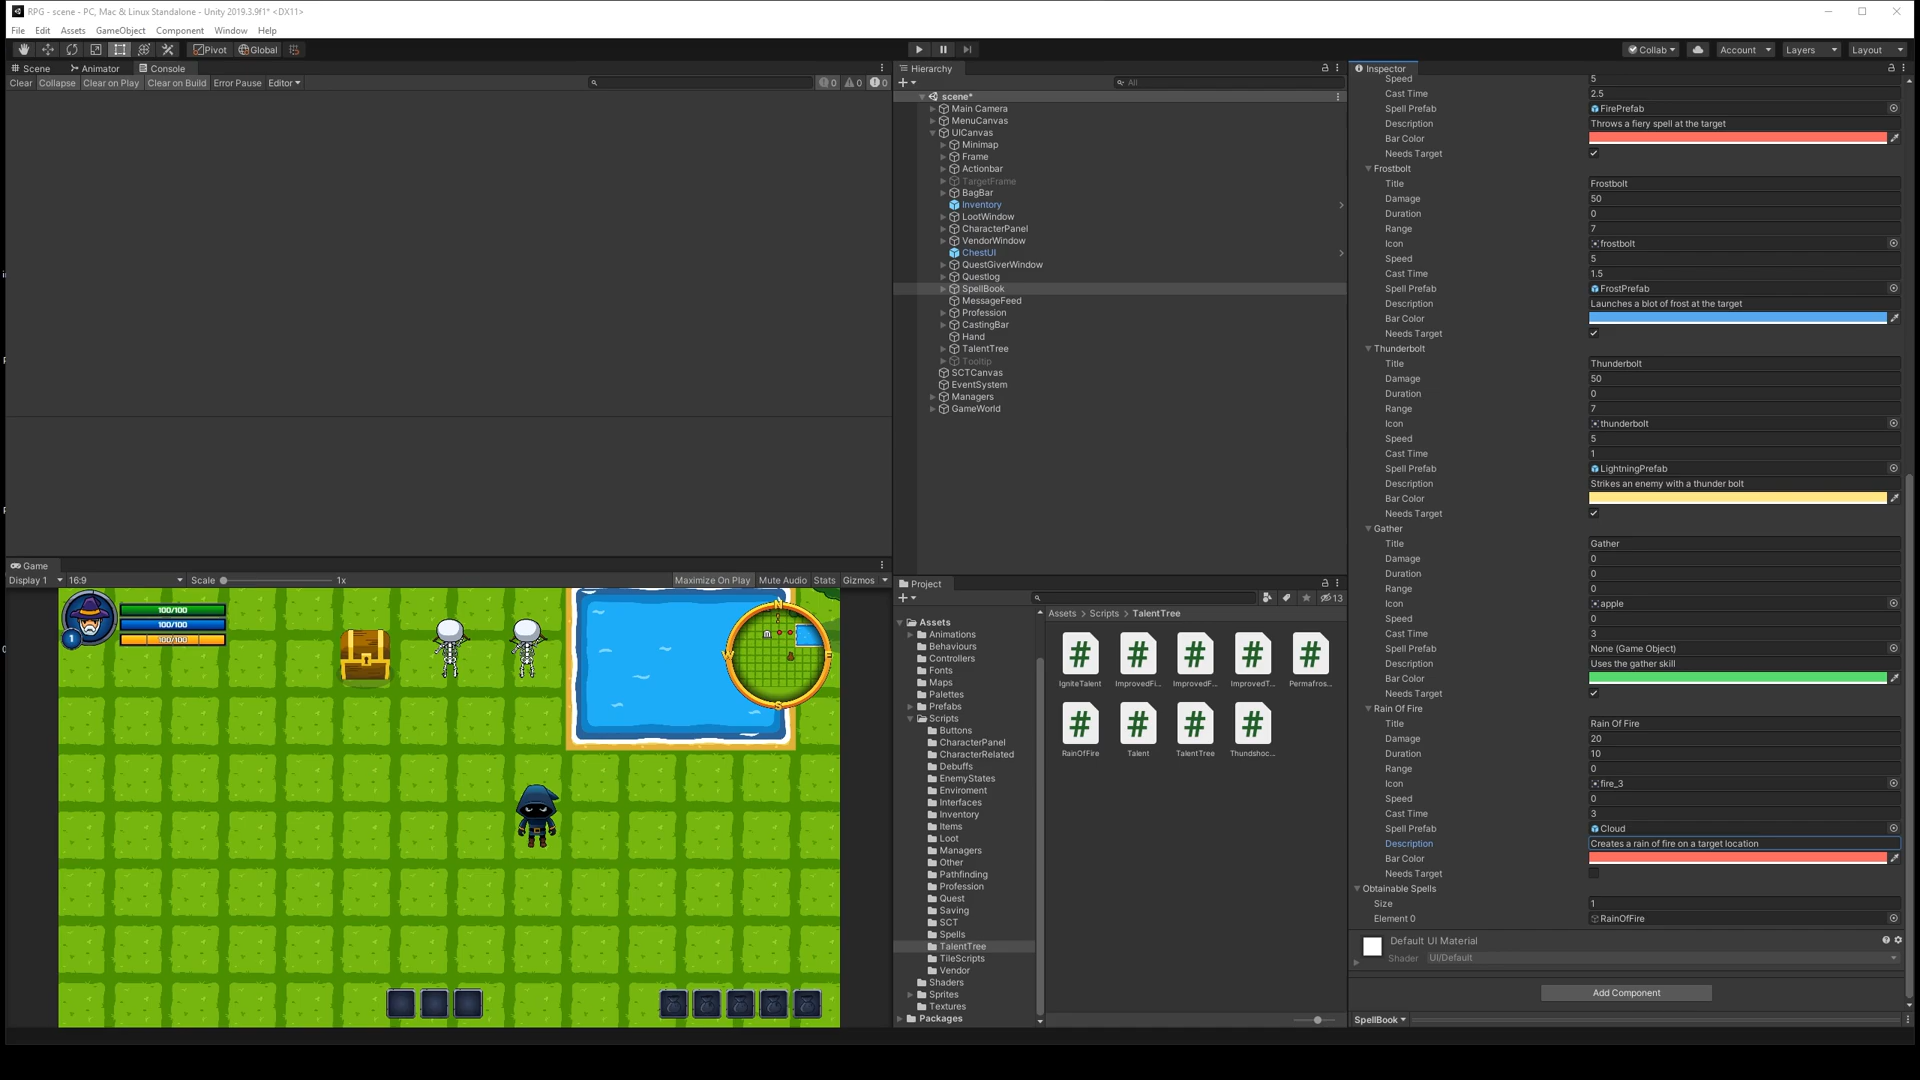 RPG - scene - PC, Mac & Linux Standalone - Unity 2019.3.9f1* <DX11>
File Edit Assets GameObject Component Window Help
Pivot Global Collab Account Layers Layout
Scene Animator Console
Clear Collapse Clear on Play Clear on Build Error Pause Editor 0 0 0
Game
Display 1 16:9 Scale 1x Maximize On Play Mute Audio Stats Gizmos
100/100
100/100
100/100
1
N
W
E
S
Hierarchy
All
scene*
Main Camera
MenuCanvas
UICanvas
Minimap
Frame
Actionbar
TargetFrame
BagBar
Inventory
LootWindow
CharacterPanel
VendorWindow
ChestUI
QuestGiverWindow
Questlog
SpellBook
MessageFeed
Profession
CastingBar
Hand
TalentTree
Tooltip
SCTCanvas
EventSystem
Managers
GameWorld
Project
13
Assets
Animations
Behaviours
Controllers
Fonts
Maps
Palettes
Prefabs
Scripts
Buttons
CharacterPanel
CharacterRelated
Debuffs
EnemyStates
Enviroment
Interfaces
Inventory
Items
Loot
Managers
Other
Pathfinding
Profession
Quest
Saving
SCT
Spells
TalentTree
TileScripts
Vendor
Shaders
Sprites
Textures
Packages
Assets Scripts TalentTree
IgniteTalent ImprovedFi... ImprovedF... ImprovedT... Permafros...
RainOfFire Talent TalentTree Thundshoc...
Inspector
Speed 5
Cast Time 2.5
Spell Prefab FirePrefab
Description Throws a fiery spell at the target
Bar Color
Needs Target
Frostbolt
Title Frostbolt
Damage 50
Duration 0
Range 7
Icon frostbolt
Speed 5
Cast Time 1.5
Spell Prefab FrostPrefab
Description Launches a blot of frost at the target
Bar Color
Needs Target
Thunderbolt
Title Thunderbolt
Damage 50
Duration 0
Range 7
Icon thunderbolt
Speed 5
Cast Time 1
Spell Prefab LightningPrefab
Description Strikes an enemy with a thunder bolt
Bar Color
Needs Target
Gather
Title Gather
Damage 0
Duration 0
Range 0
Icon apple
Speed 0
Cast Time 3
Spell Prefab None (Game Object)
Description Uses the gather skill
Bar Color
Needs Target
Rain Of Fire
Title Rain Of Fire
Damage 20
Duration 10
Range 0
Icon fire_3
Speed 0
Cast Time 3
Spell Prefab Cloud
Description Creates a rain of fire on a target location
Bar Color
Needs Target
Obtainable Spells
Size 1
Element 0 RainOfFire
Default UI Material
Shader UI/Default
Add Component
SpellBook